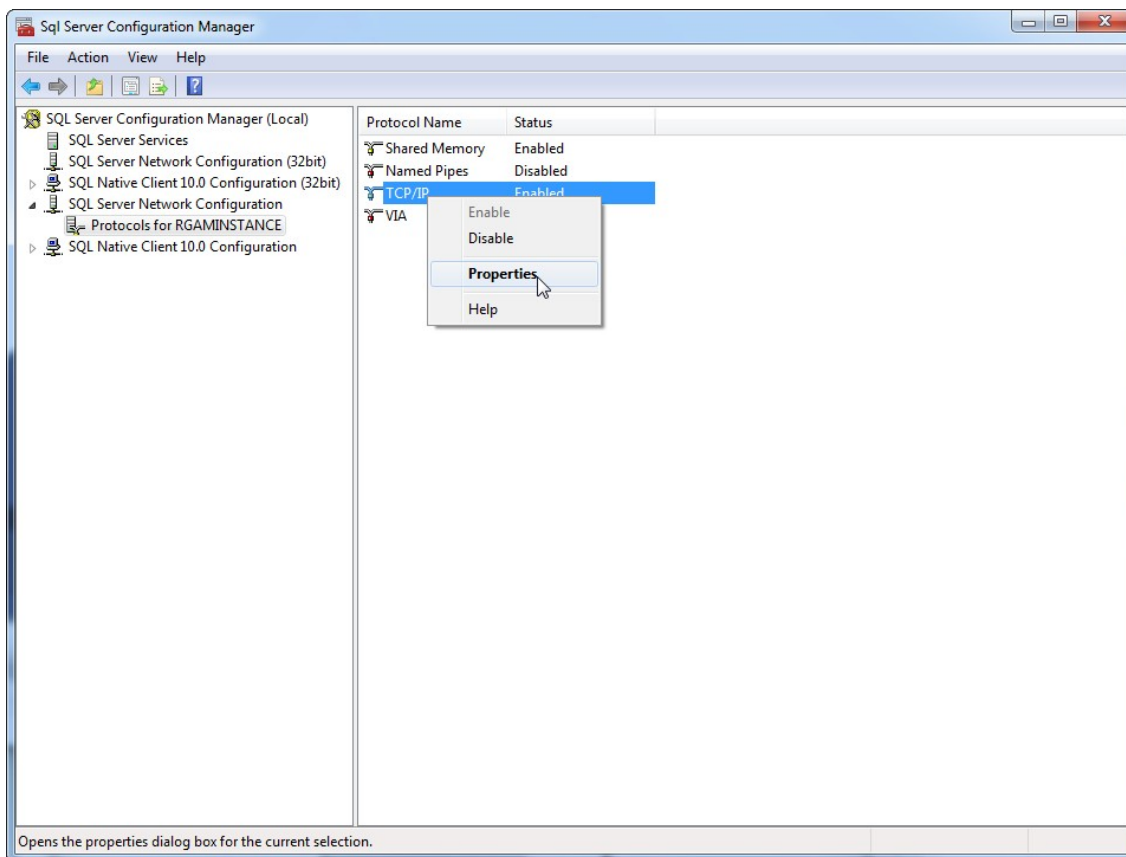 Sql Server Configuration Manager
File Action View Help
SQL Server Configuration Manager (Local)
SQL Server Services
SQL Server Network Configuration (32bit)
SQL Native Client 10.0 Configuration (32bit)
SQL Server Network Configuration
Protocols for RGAMINSTANCE
SQL Native Client 10.0 Configuration
Protocol Name Status
Shared Memory Enabled
Named Pipes Disabled
TCP/IP Enabled
VIA
Enable
Disable
Properties
Help
Opens the properties dialog box for the current selection.